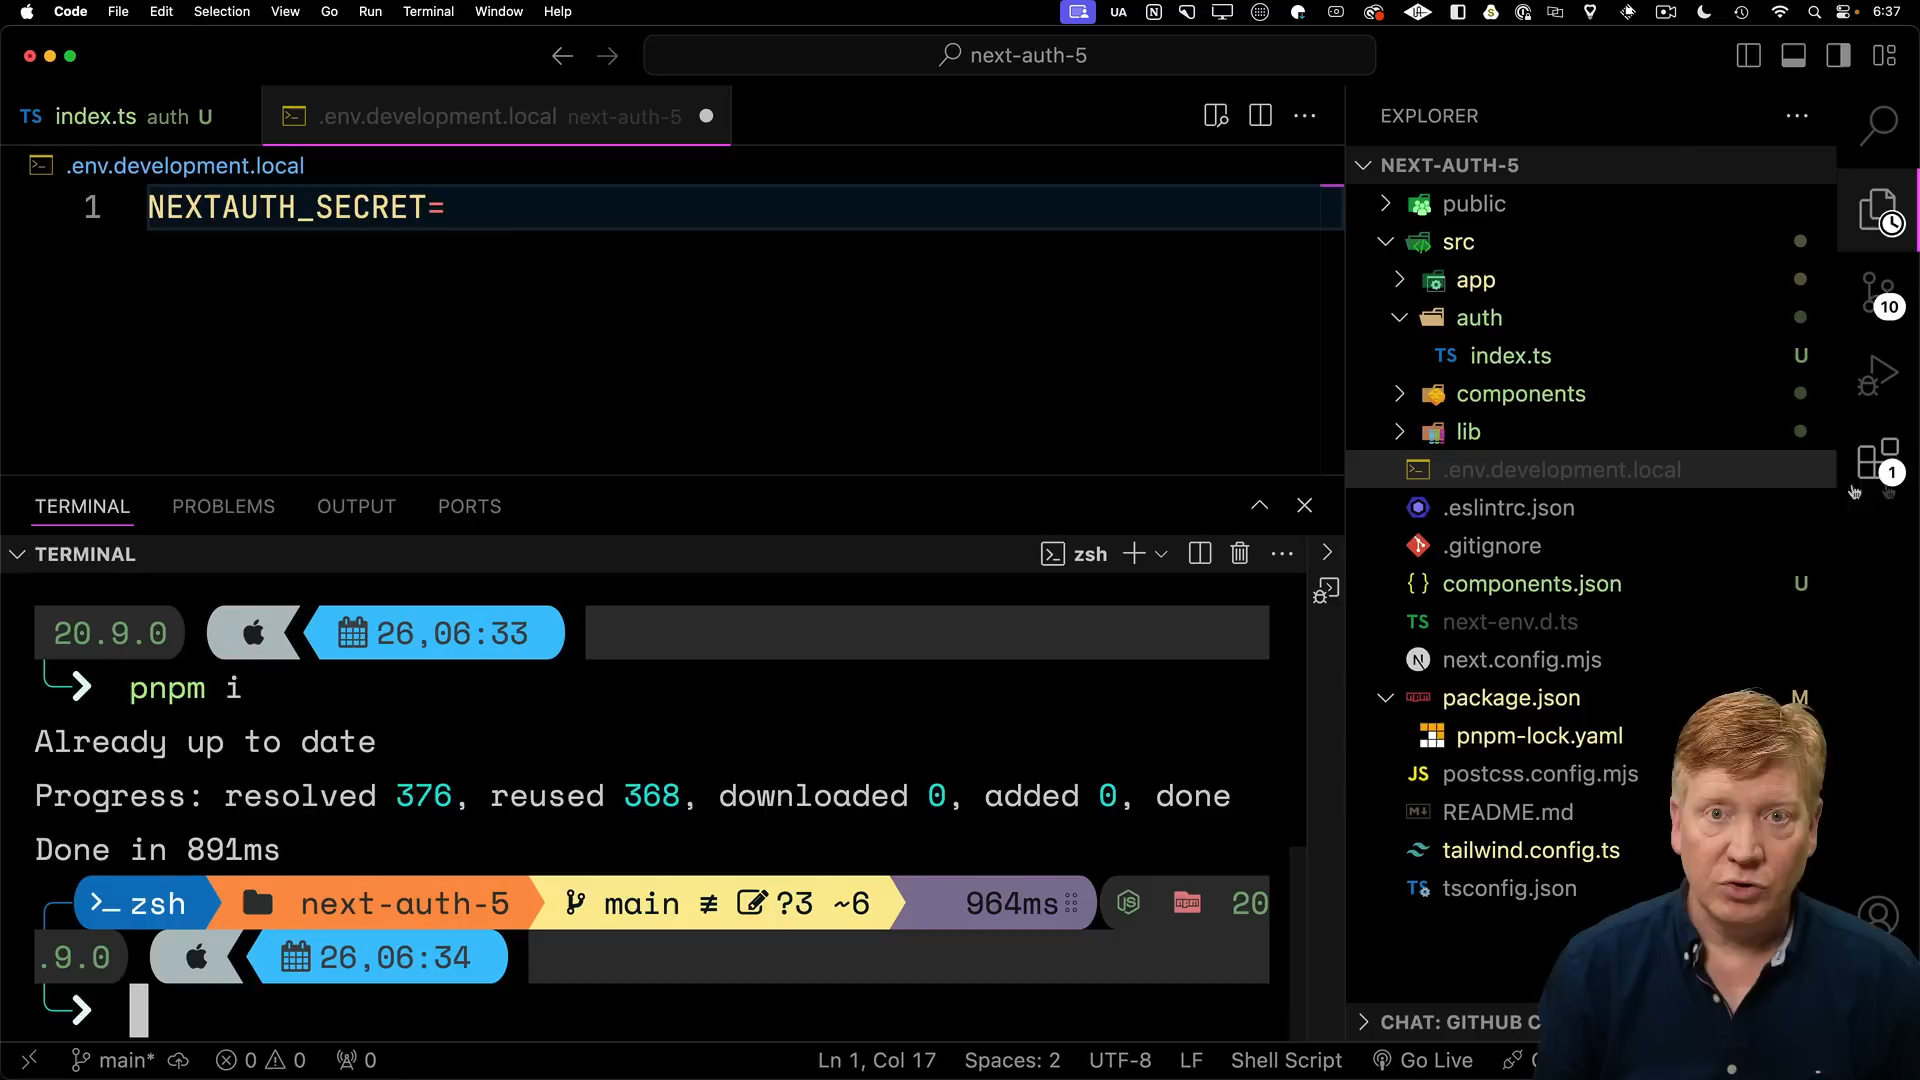 Code File Edit Selection View Go Run Terminal Window Help
UA
6:37
next-auth-5
TS index.ts auth U
.env.development.local next-auth-5
.env.development.local
1 NEXTAUTH_SECRET=
TERMINAL PROBLEMS OUTPUT PORTS
TERMINAL
zsh
20.9.0 26,06:33
pnpm i
Already up to date
Progress: resolved 376, reused 368, downloaded 0, added 0, done
Done in 891ms
>_ zsh next-auth-5 main ≢ ?3 ~6 964ms 20
.9.0 26,06:34
EXPLORER
NEXT-AUTH-5
public
src
app
auth
TS index.ts U
components
lib
.env.development.local
.eslintrc.json
.gitignore
{ } components.json U
TS next-env.d.ts
N next.config.mjs
package.json M
pnpm-lock.yaml
JS postcss.config.mjs
README.md
tailwind.config.ts
TS tsconfig.json
CHAT: GITHUB C
10
1
main* 0 0 0
Ln 1, Col 17 Spaces: 2 UTF-8 LF Shell Script Go Live